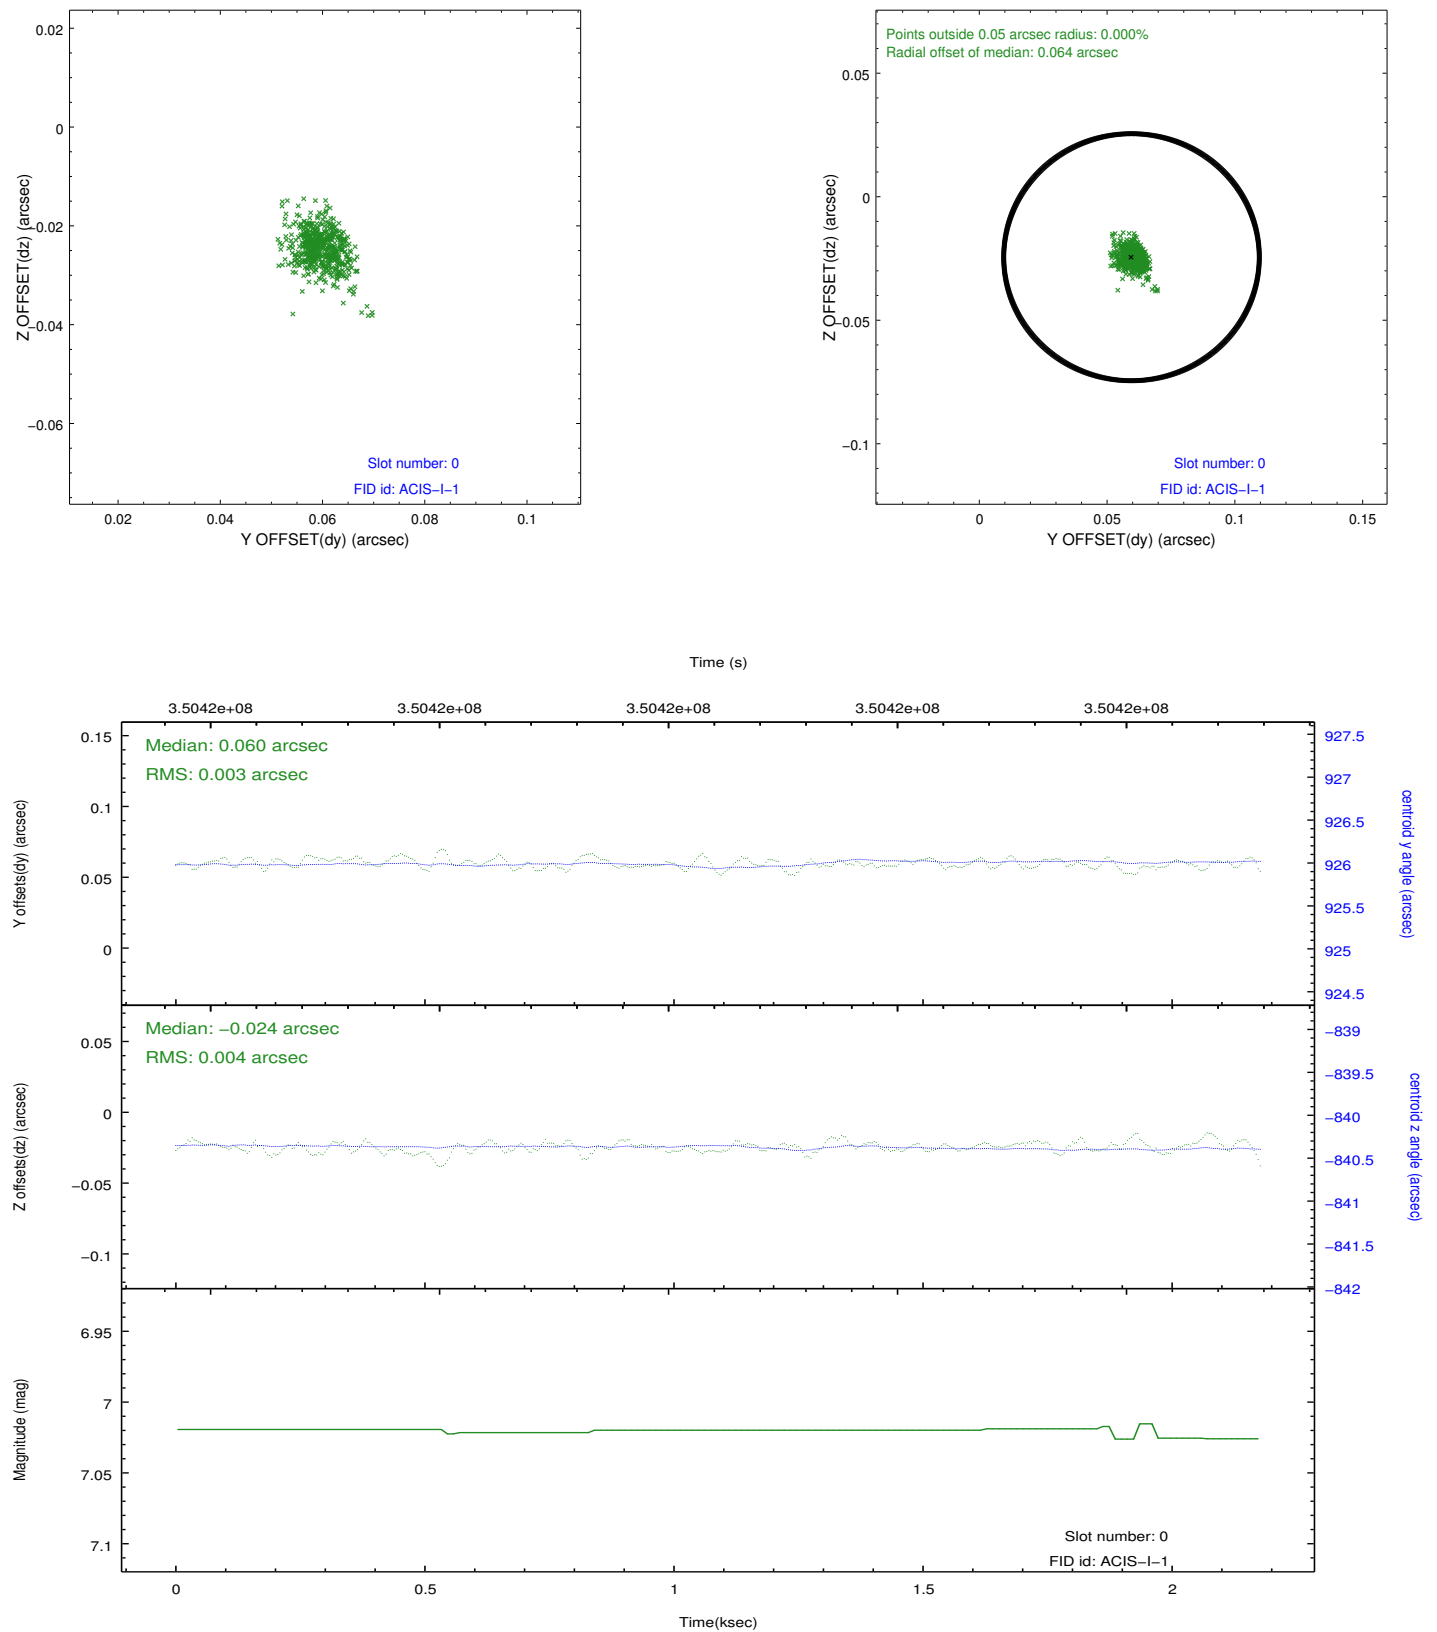 0.02
0
−0.02
−0.04
−0.06
Z OFFSET(dz) (arcsec)
Slot number: 0
FID id: ACIS−I−1
0.02 0.04 0.06 0.08 0.1
Y OFFSET(dy) (arcsec)
Points outside 0.05 arcsec radius: 0.000%
Radial offset of median: 0.064 arcsec
0.05
0
−0.05
−0.1
Z OFFSET(dz) (arcsec)
Slot number: 0
FID id: ACIS−I−1
0 0.05 0.1 0.15
Y OFFSET(dy) (arcsec)
Time (s)
3.5042e+08 3.5042e+08 3.5042e+08 3.5042e+08 3.5042e+08
Median: 0.060 arcsec
RMS: 0.003 arcsec
0.15
0.1
0.05
0
Y offsets(dy) (arcsec)
927.5
927
926.5
926
925.5
925
924.5
centroid y angle (arcsec)
Median: −0.024 arcsec
RMS: 0.004 arcsec
0.05
0
−0.05
−0.1
Z offsets(dz) (arcsec)
−839
−839.5
−840
−840.5
−841
−841.5
−842
centroid z angle (arcsec)
6.95
7
7.05
7.1
Magnitude (mag)
Slot number: 0
FID id: ACIS−I−1
0 0.5 1 1.5 2
Time(ksec)